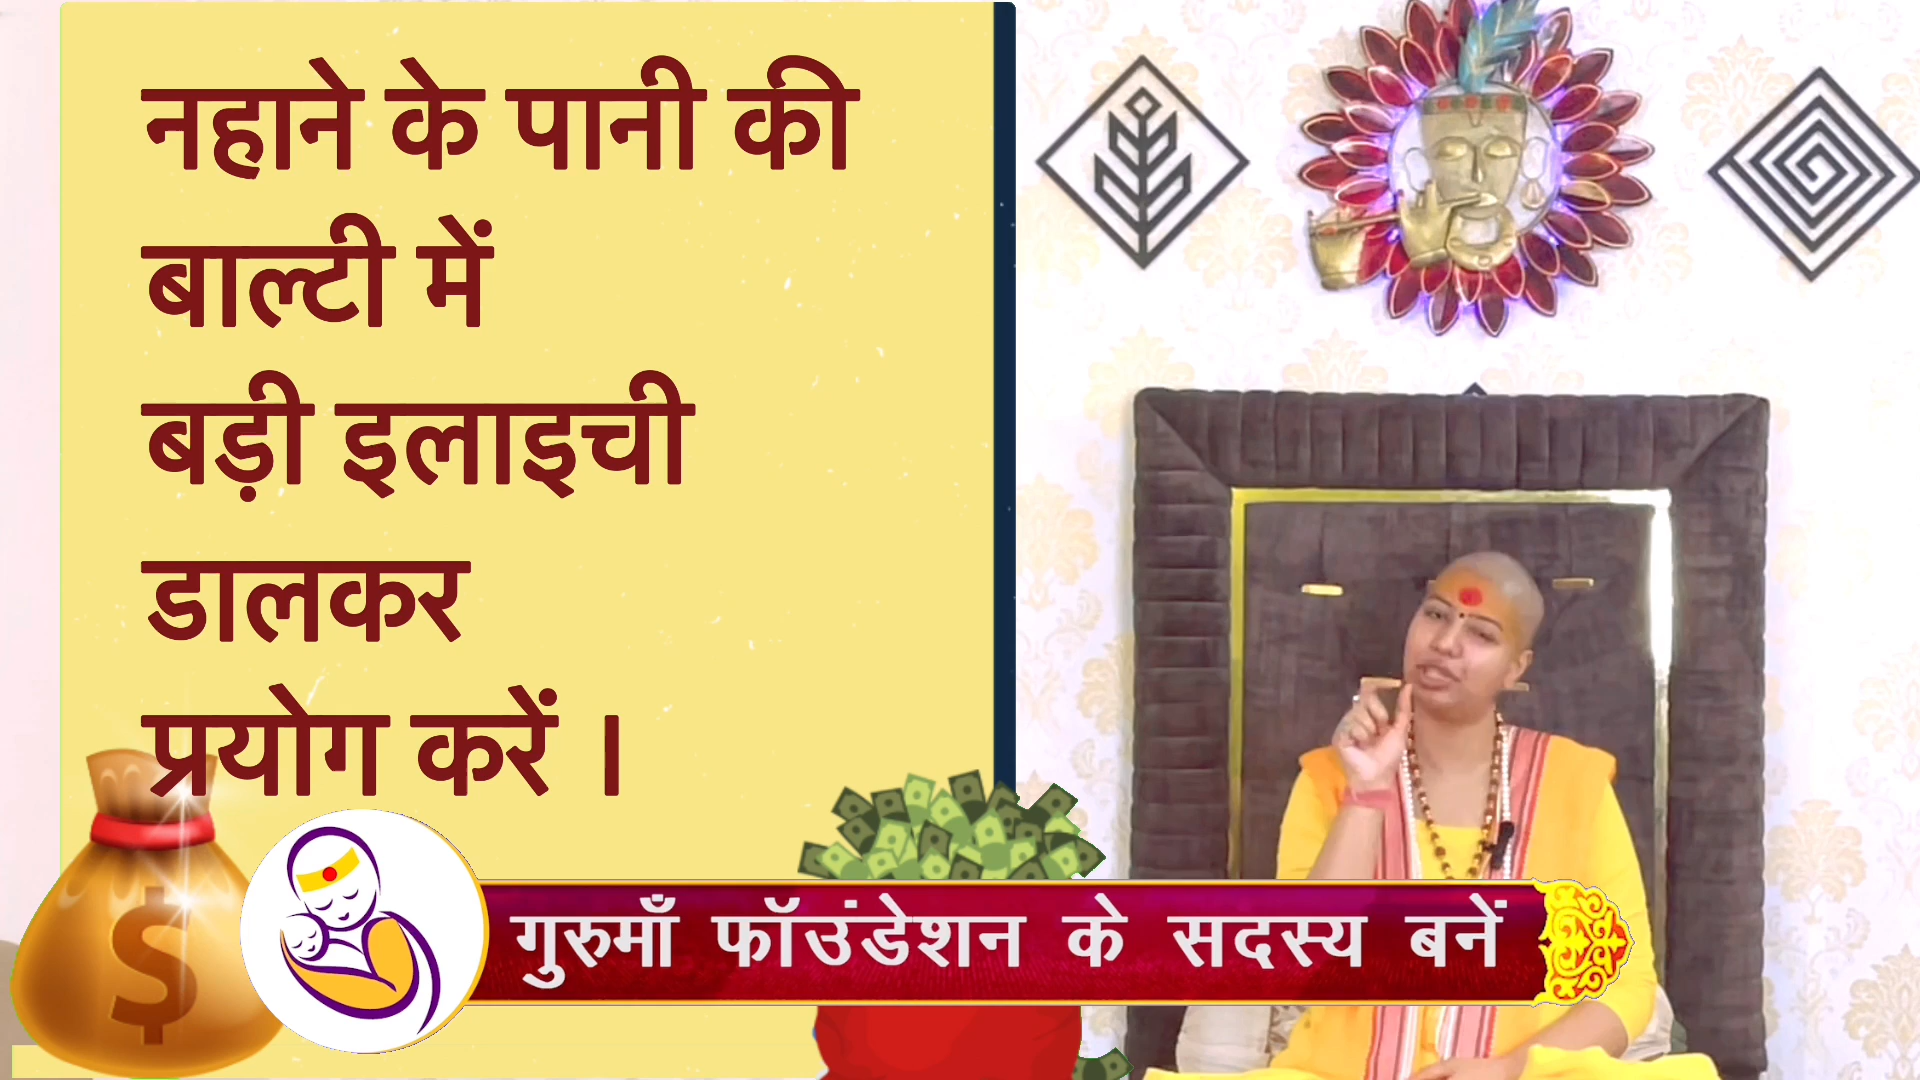 नहाने के पानी की
बाल्टी में
बड़ी इलाइची
डालकर
प्रयोग करें ।
$
गुरुमाँ फॉउंडेशन के सदस्य बनें